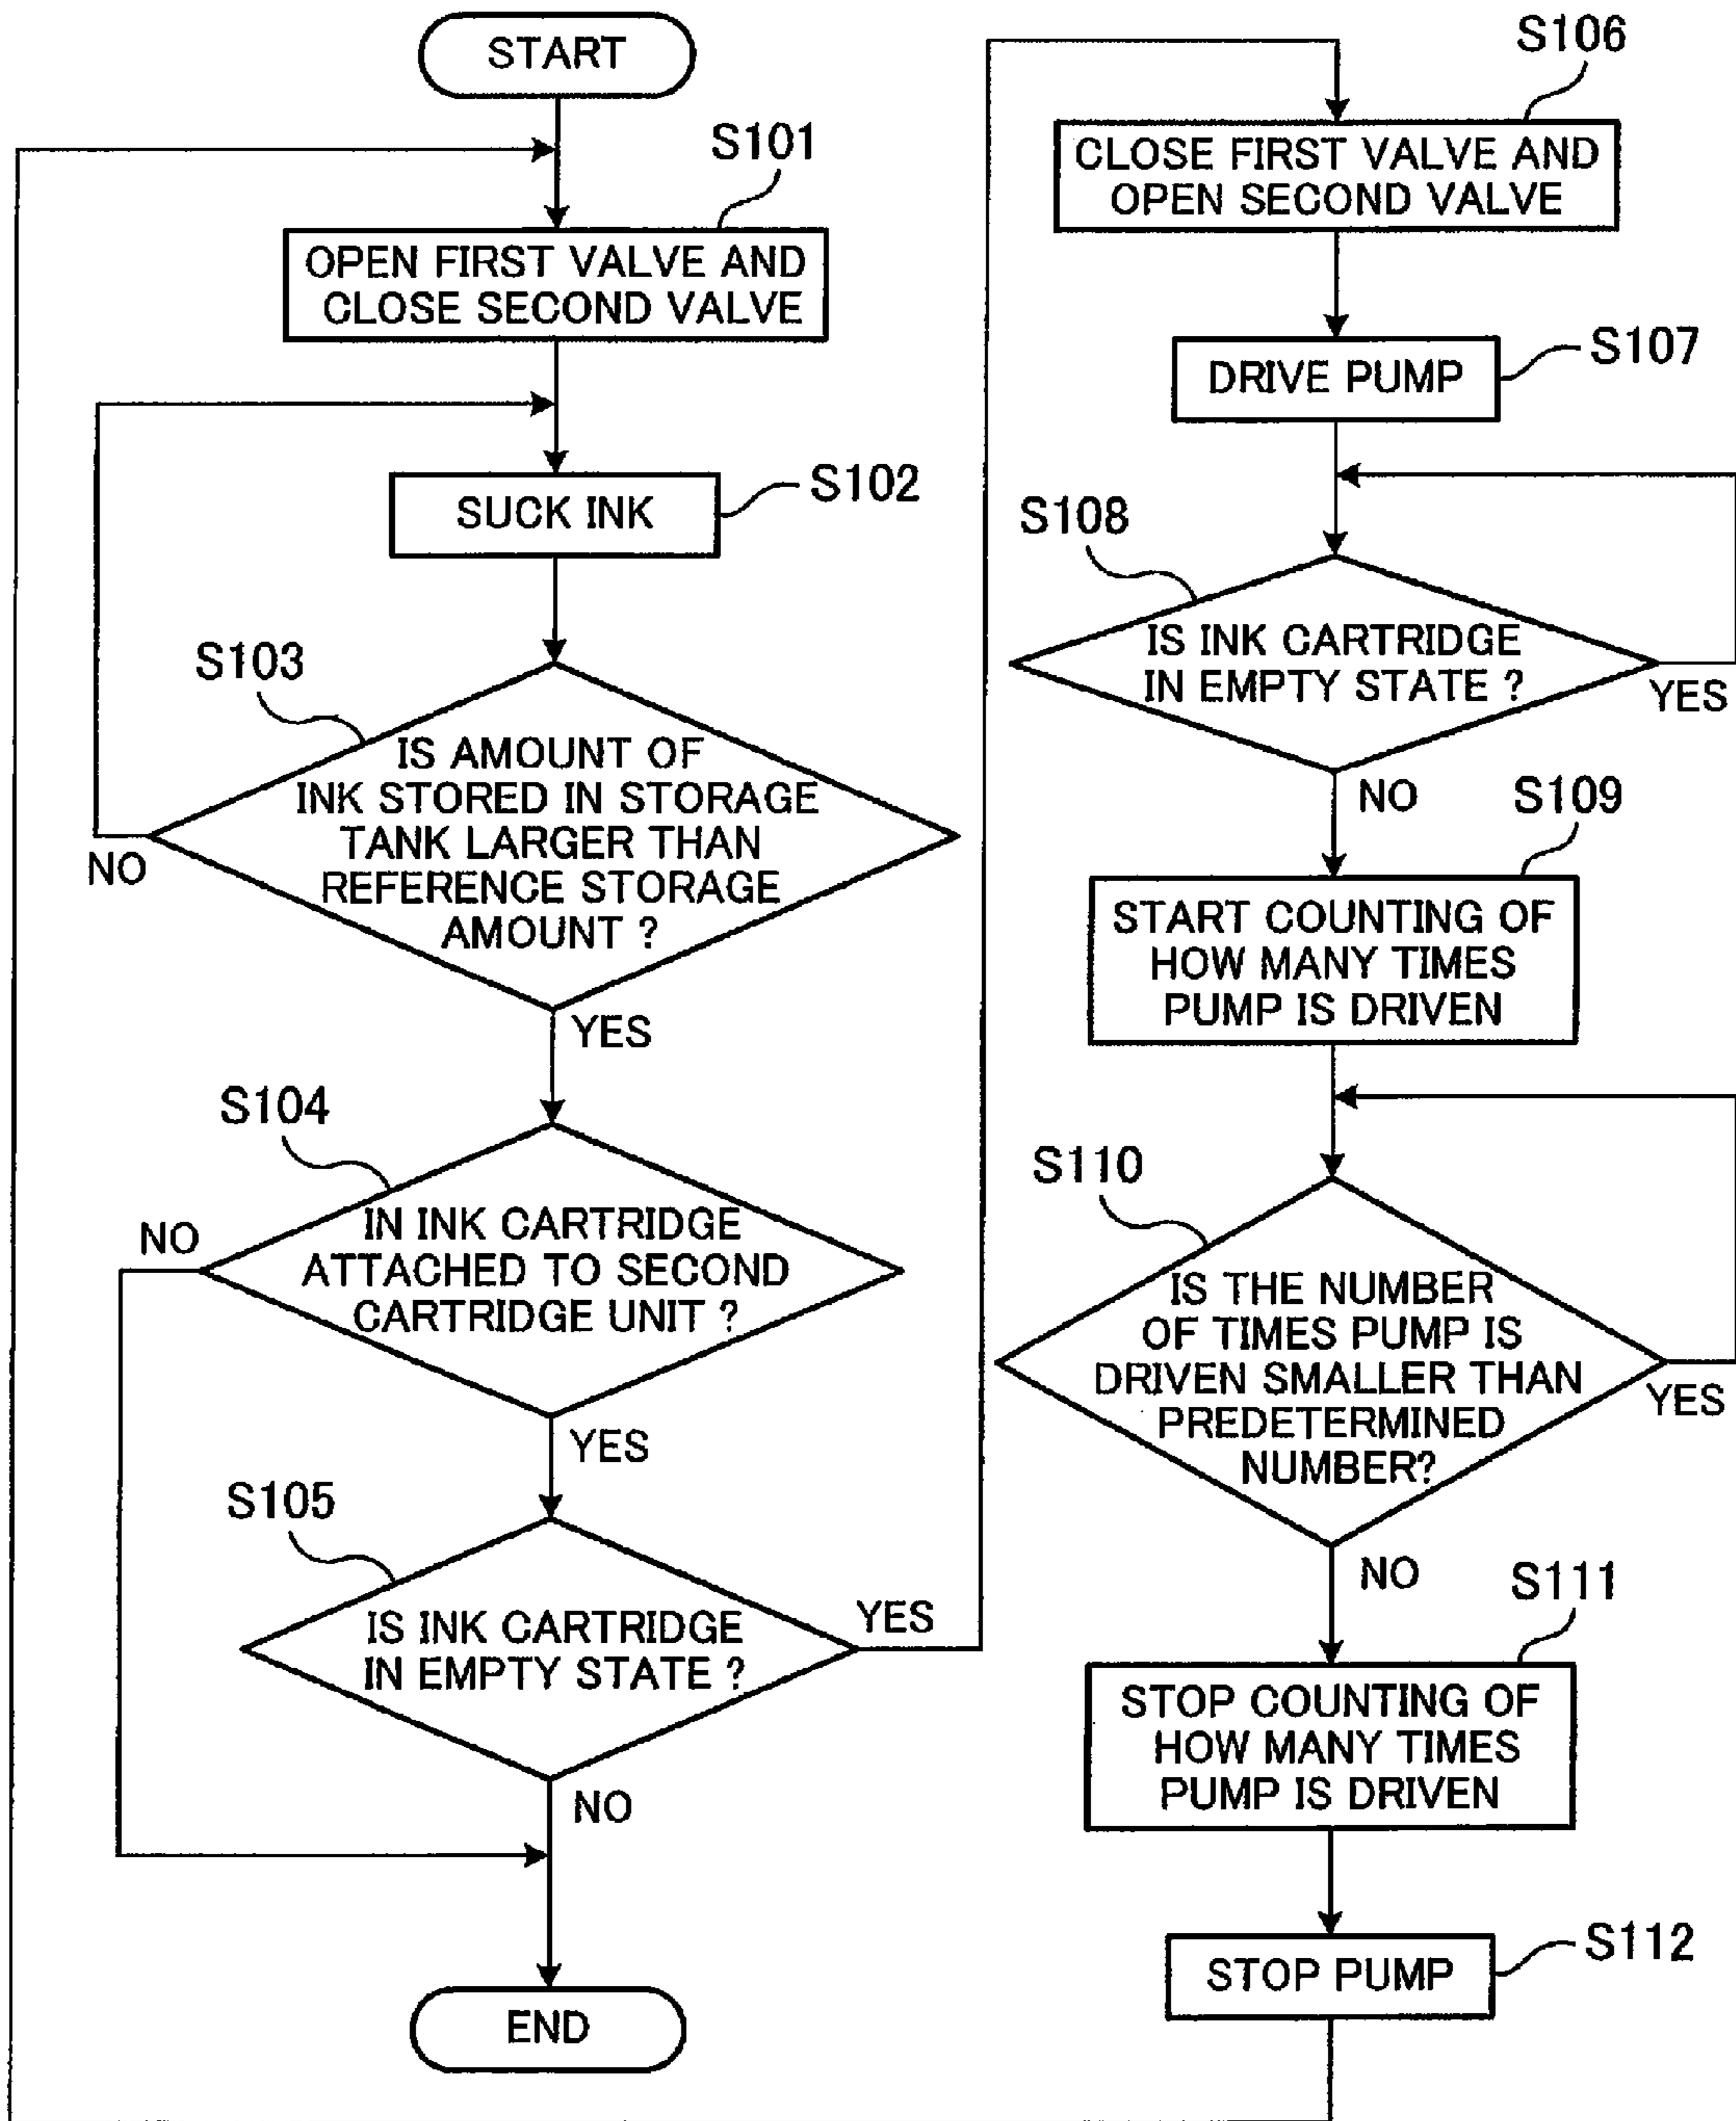 START
S101
OPEN FIRST VALVE AND
CLOSE SECOND VALVE
SUCK INK
S102
S103
IS AMOUNT OF
INK STORED IN STORAGE
TANK LARGER THAN
REFERENCE STORAGE
AMOUNT ?
NO
YES
S104
IN INK CARTRIDGE
ATTACHED TO SECOND
CARTRIDGE UNIT ?
NO
YES
S105
IS INK CARTRIDGE
IN EMPTY STATE ?
YES
NO
END
S106
CLOSE FIRST VALVE AND
OPEN SECOND VALVE
DRIVE PUMP
S107
S108
IS INK CARTRIDGE
IN EMPTY STATE ?
YES
NO
S109
START COUNTING OF
HOW MANY TIMES
PUMP IS DRIVEN
S110
IS THE NUMBER
OF TIMES PUMP IS
DRIVEN SMALLER THAN
PREDETERMINED
NUMBER?
YES
NO
S111
STOP COUNTING OF
HOW MANY TIMES
PUMP IS DRIVEN
STOP PUMP
S112